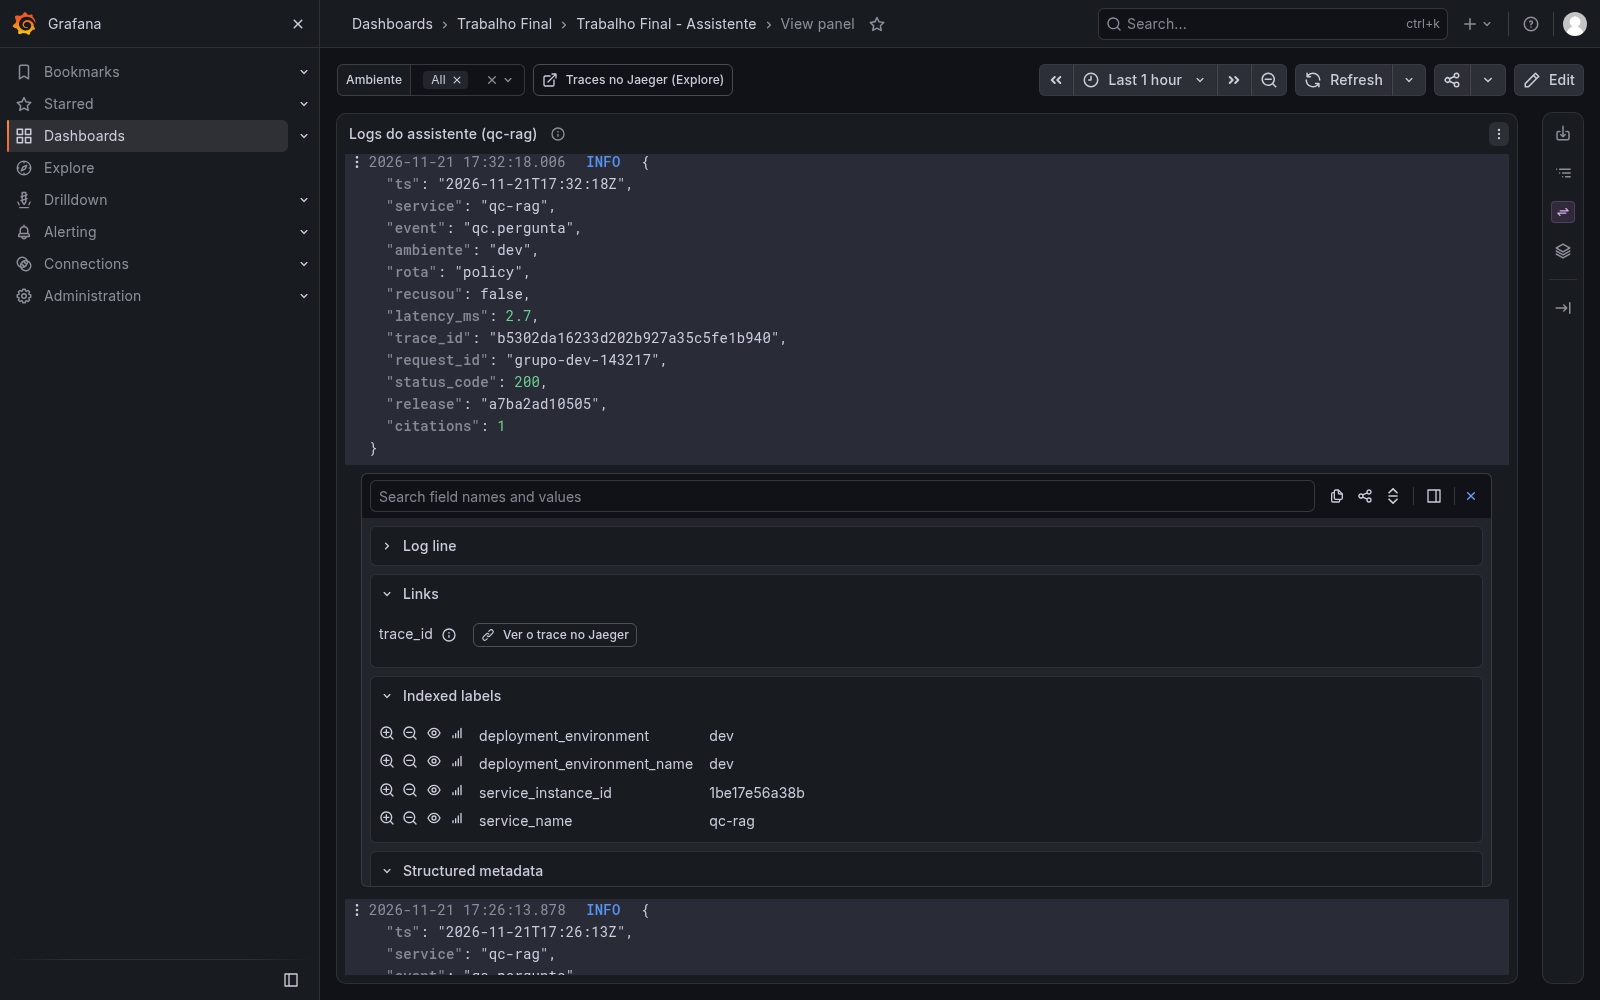 Grafana
Dashboards > Trabalho Final > Trabalho Final - Assistente > View panel
Search... ctrl+k
Bookmarks
Starred
Dashboards
Explore
Drilldown
Alerting
Connections
Administration
Ambiente All Traces no Jaeger (Explore)
Last 1 hour Refresh Edit
Logs do assistente (qc-rag)
2026-11-21 17:32:18.006 INFO {
"ts": "2026-11-21T17:32:18Z",
"service": "qc-rag",
"event": "qc.pergunta",
"ambiente": "dev",
"rota": "policy",
"recusou": false,
"latency_ms": 2.7,
"trace_id": "b5302da16233d202b927a35c5fe1b940",
"request_id": "grupo-dev-143217",
"status_code": 200,
"release": "a7ba2ad10505",
"citations": 1
}
Search field names and values
Log line
Links
trace_id Ver o trace no Jaeger
Indexed labels
deployment_environment dev
deployment_environment_name dev
service_instance_id 1be17e56a38b
service_name qc-rag
Structured metadata
2026-11-21 17:26:13.878 INFO {
"ts": "2026-11-21T17:26:13Z",
"service": "qc-rag",
"event": "qc.pergunta"